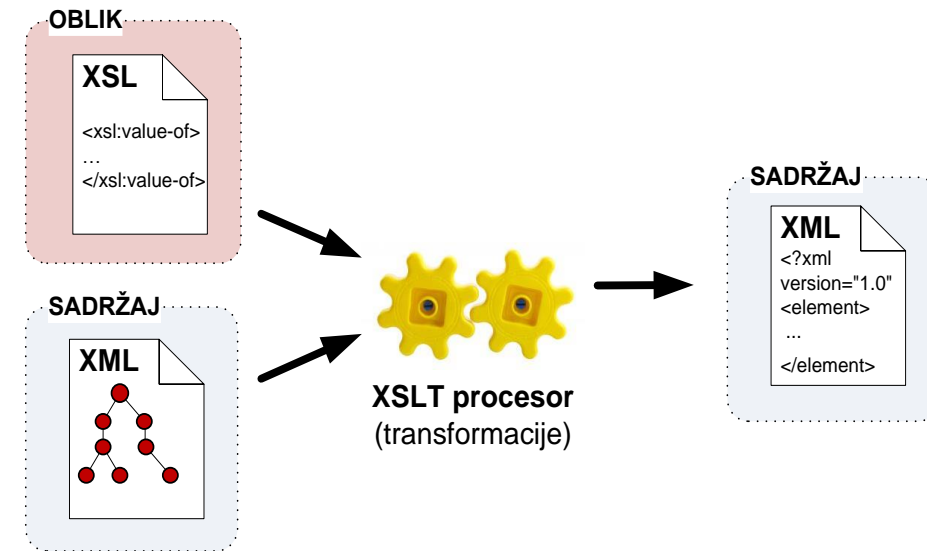 OBLIK
XSL
<xsl:value-of>
…
</xsl:value-of>
SADRŽAJ
XML
XSLT procesor
(transformacije)
SADRŽAJ
XML
<?xml
version="1.0"
<element>
...
</element>